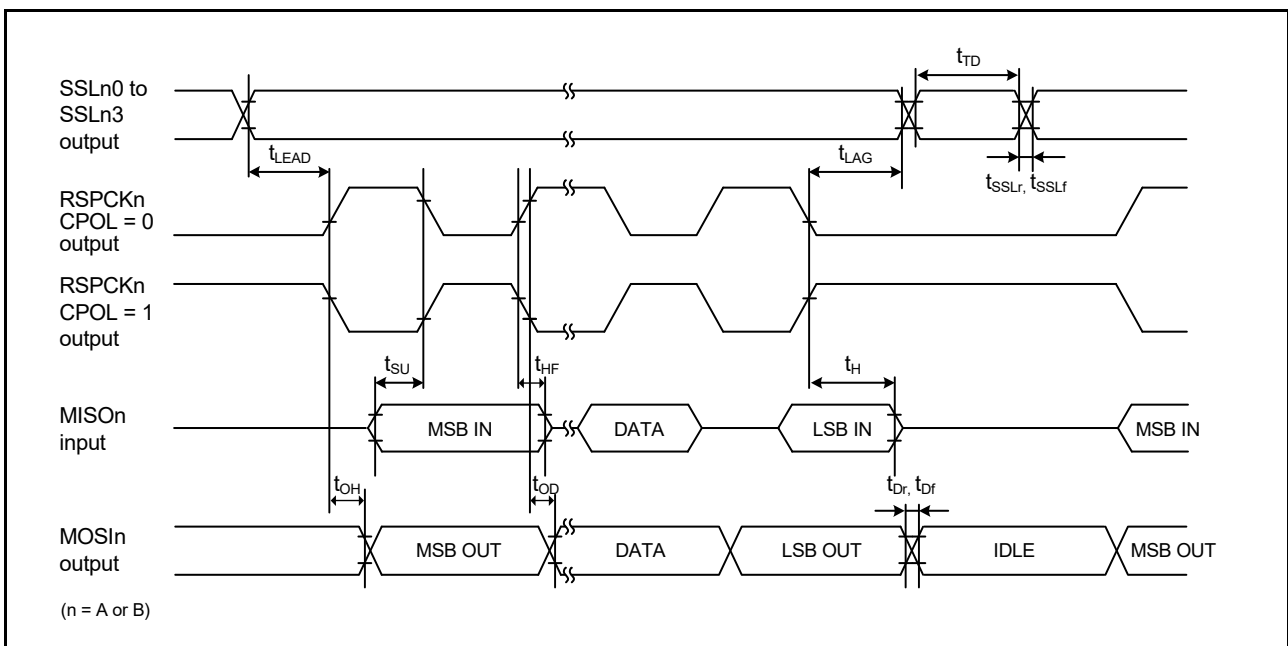 SSLn0 to
SSLn3
output
tTD
tLEAD
tLAG
tSSLr, tSSLf
RSPCKn
CPOL = 0
output
RSPCKn
CPOL = 1
output
tSU
tHF
tH
MISOn
input
MSB IN
DATA
LSB IN
MSB IN
tOH
tOD
tDr, tDf
MOSIn
output
MSB OUT
DATA
LSB OUT
IDLE
MSB OUT
(n = A or B)